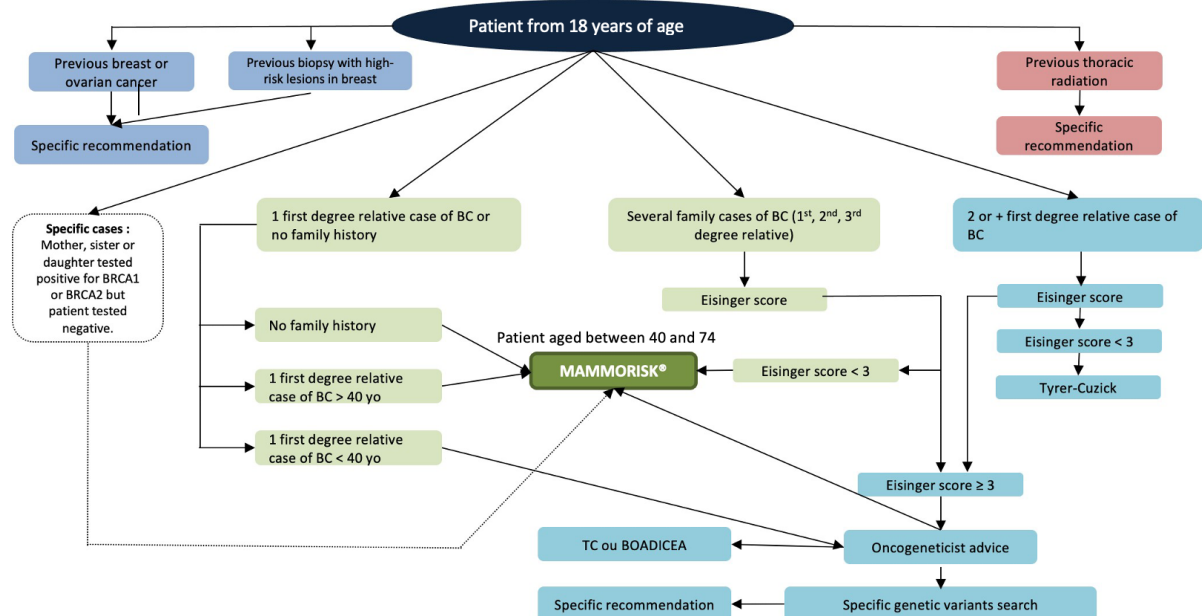 Patient from 18 years of age
Previous breast or
ovarian cancer
Previous biopsy with high-
risk lesions in breast
Previous thoracic
radiation
Specific recommendation
Specific
recommendation
Specific cases :
Mother, sister or
daughter tested
positive for BRCA1
or BRCA2 but
patient tested
negative.
1 first degree relative case of BC or
no family history
Several family cases of BC (1st, 2nd, 3rd
degree relative)
2 or + first degree relative case of
BC
Eisinger score
Eisinger score
No family history
Patient aged between 40 and 74
Eisinger score < 3
MAMMORISK®
Eisinger score < 3
1 first degree relative
case of BC > 40 yo
Tyrer-Cuzick
1 first degree relative
case of BC < 40 yo
Eisinger score ≥ 3
TC ou BOADICEA
Oncogeneticist advice
Specific recommendation
Specific genetic variants search